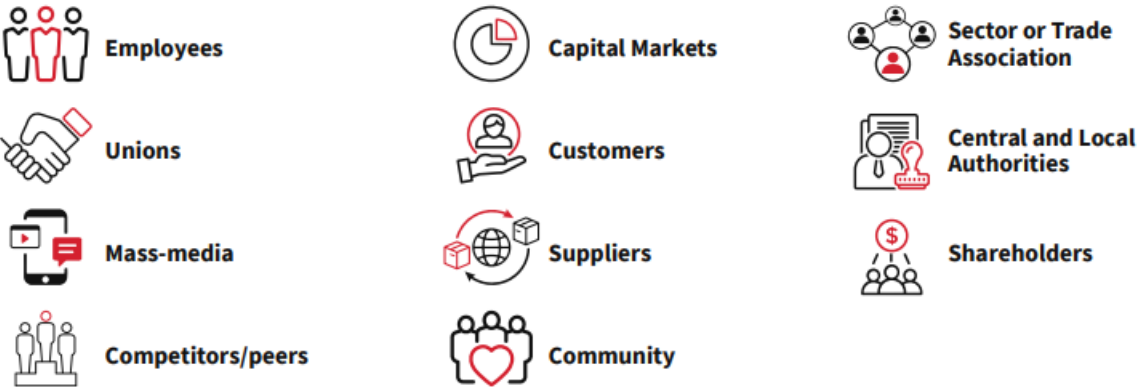 Employees
Capital Markets
Sector or Trade
Association
Unions
Customers
Central and Local
Authorities
Mass-media
Suppliers
$
Shareholders
Competitors/peers
Community